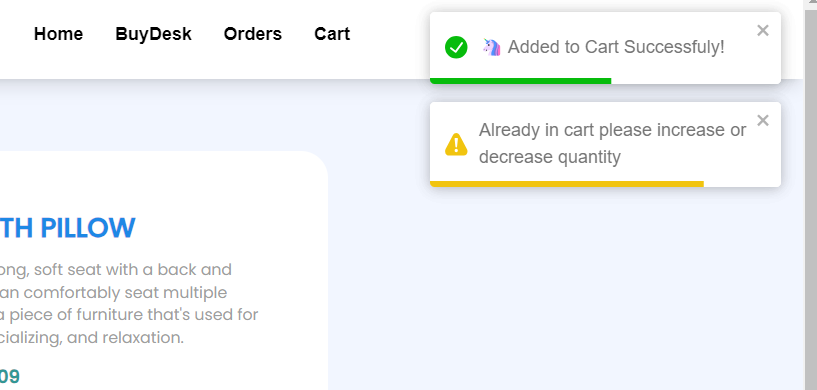 Home BuyDesk Orders Cart
🦄 Added to Cart Successfuly!
Already in cart please increase or
decrease quantity
TH PILLOW
ong, soft seat with a back and
an comfortably seat multiple
a piece of furniture that's used for
cializing, and relaxation.
09